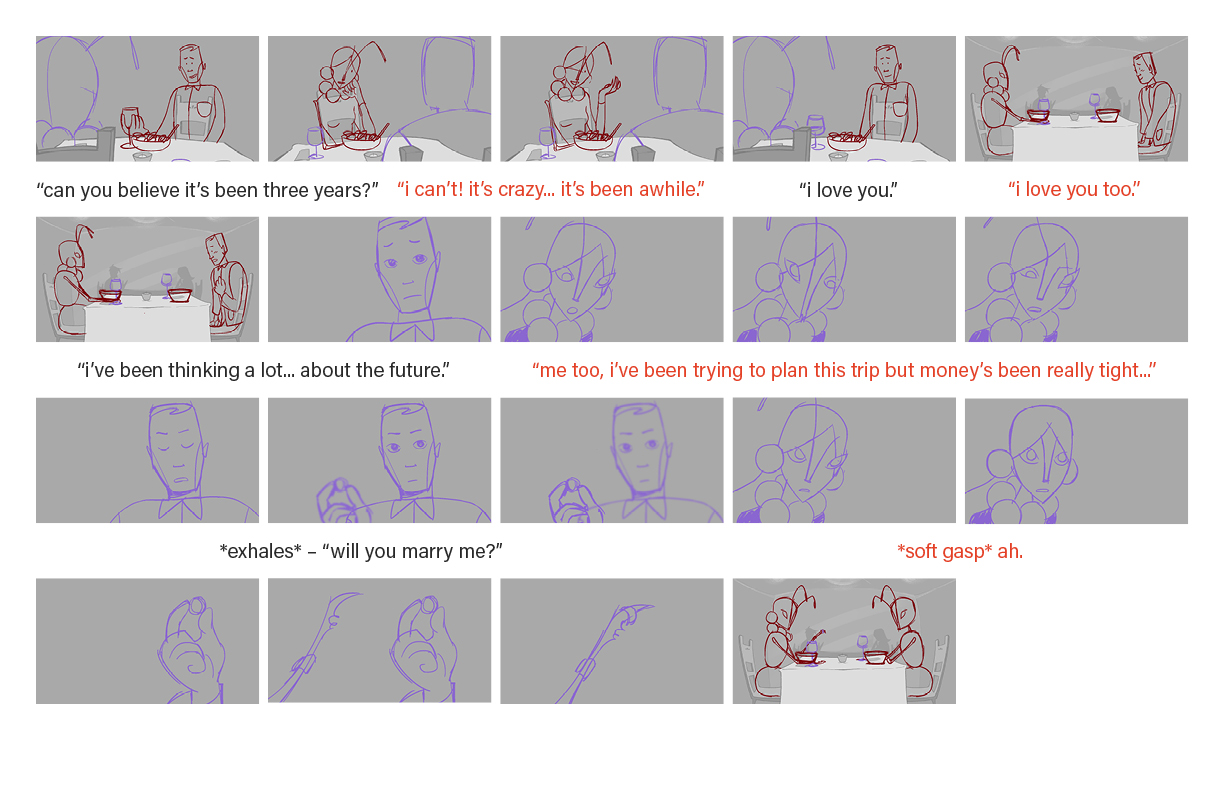 “can you believe it’s been three years?” “i can’t! it’s crazy... it’s been awhile.” “i love you.” “i love you too.”
“i’ve been thinking a lot... about the future.” “me too, i’ve been trying to plan this trip but money’s been really tight...”
*exhales* – “will you marry me?” *soft gasp* ah.